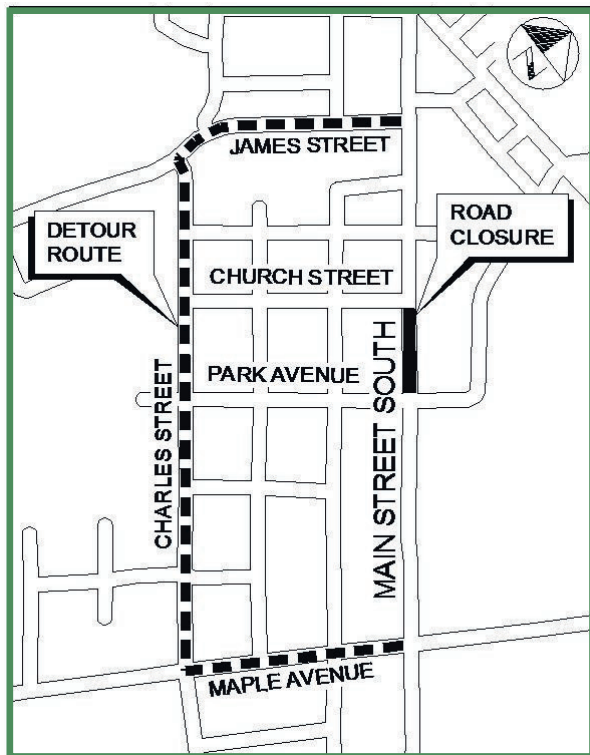 JAMES STREET
DETOUR
ROUTE
ROAD
CLOSURE
CHURCH STREET
PARK AVENUE
CHARLES STREET
MAIN STREET SOUTH
MAPLE AVENUE
N